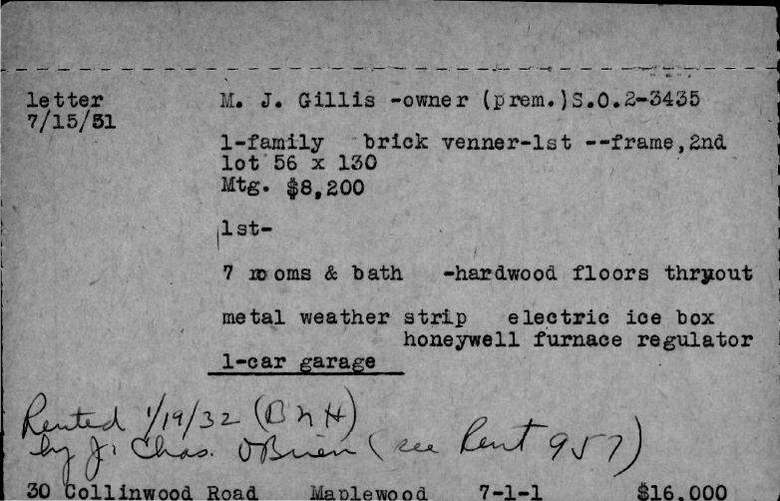 letter M. J. Gillis -owner (prem.)S.O.2-3435
7/15/31
1-family brick venner-1st --frame,2nd
lot 56 x 130
Mtg. $8,200
1st-
7 rooms & bath -hardwood floors thryout
metal weather strip electric ice box
honeywell furnace regulator
1-car garage
Rented 1/19/32 (B N H)
by J. Chas. O'Brien (see Rent 957)
30 Collinwood Road Maplewood 7-1-1 $16,000